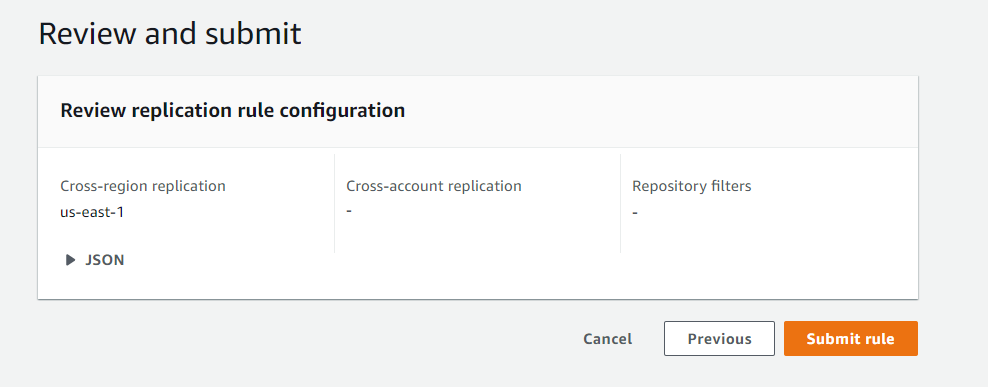 Review and submit
Review replication rule configuration
Cross-region replication
us-east-1
Cross-account replication
-
Repository filters
-
JSON
Cancel
Previous
Submit rule